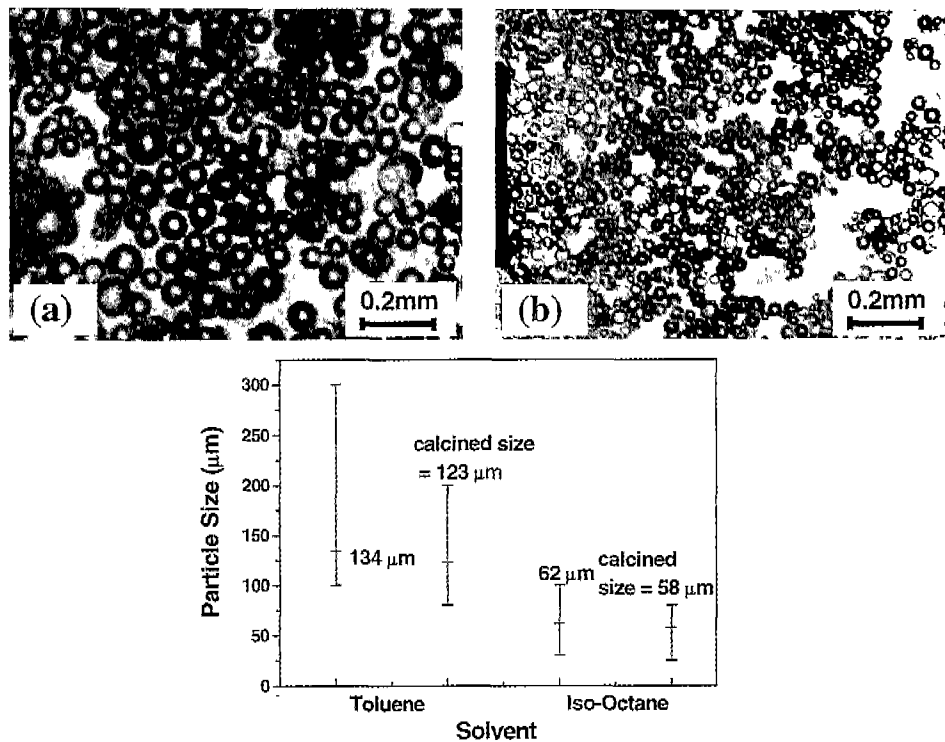 (a)
0.2mm
(b)
0.2mm
Particle Size (μm)
300
250
200
150
100
50
0
134 μm
calcined size
= 123 μm
62 μm
calcined
size = 58 μm
Toluene
Iso-Octane
Solvent